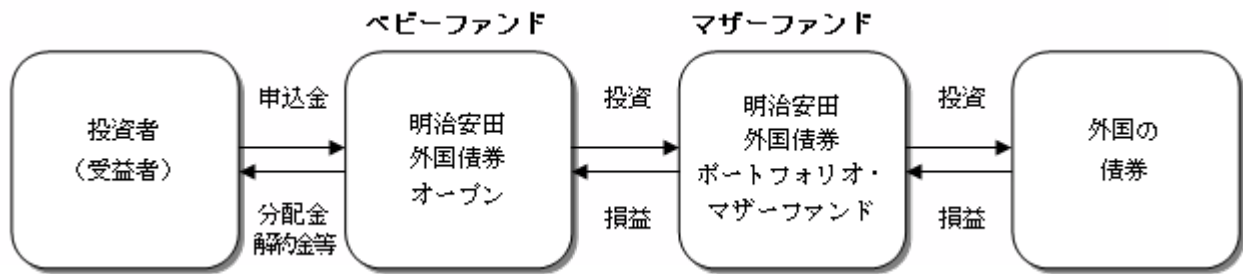 ベビーファンド
マザーファンド
投資者
（受益者）
申込金
分配金
解約金等
明治安田
外国債券
オープン
投資
損益
明治安田
外国債券
ポートフォリオ・
マザーファンド
投資
損益
外国の
債券